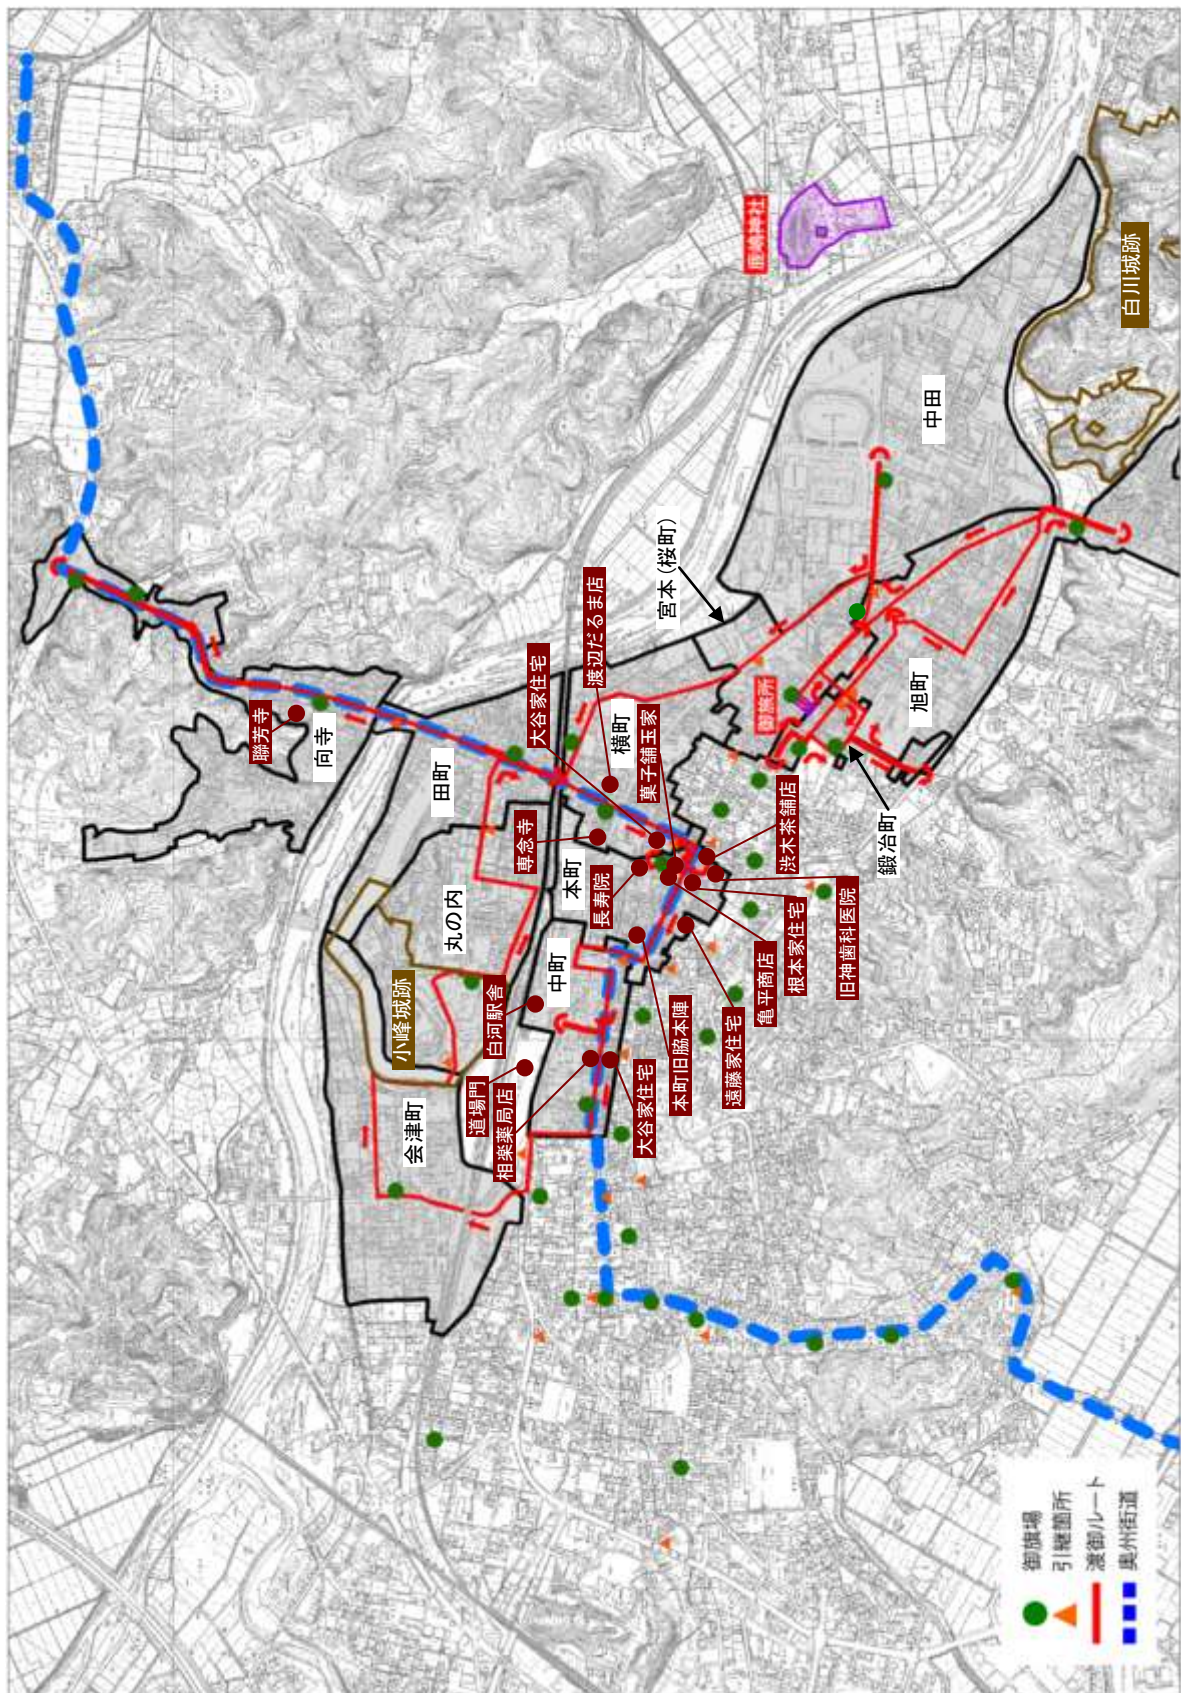 聯芳寺
向寺
田町
大谷家住宅
渡辺だるま店
宮本(桜町)
中田
白川城跡
旭町
御旅所
横町
菓子舗玉家
専念寺
本町
長寿院
丸の内
小峰城跡
白河駅舎
中町
道場門
相楽薬局店
会津町
大谷家住宅
本町旧脇本陣
遠藤家住宅
亀平商店
根本家住宅
旧神歯科医院
渋木茶舗店
鍛冶町
御旗場
引継箇所
渡御ルート
奥州街道